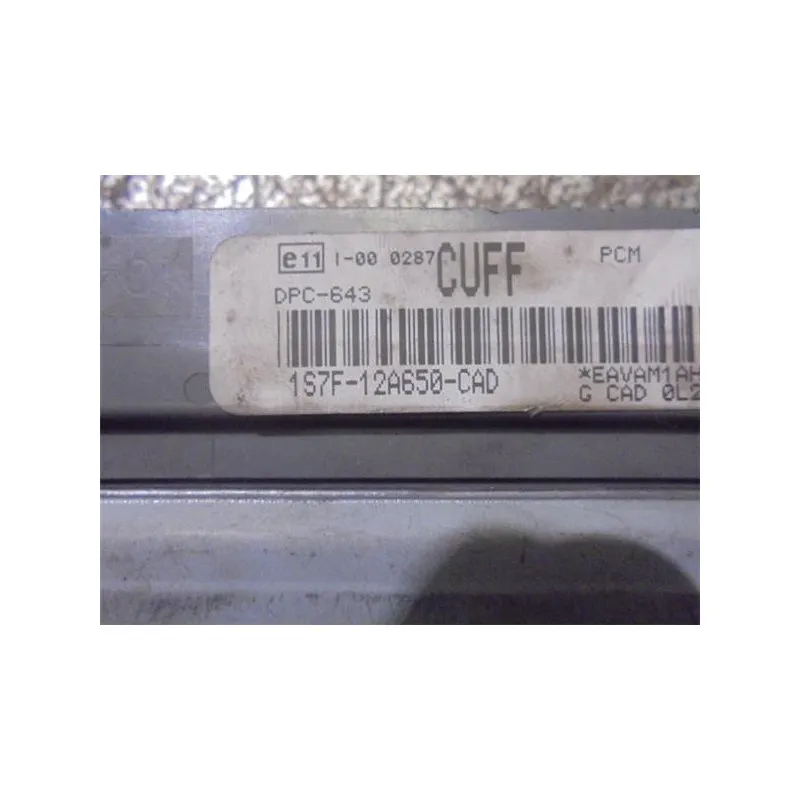 e11 I-00 0287 CUFF PCM
DPC-643
1S7F-12A650-CAD *EAVAM1AH
G CAD 0L2